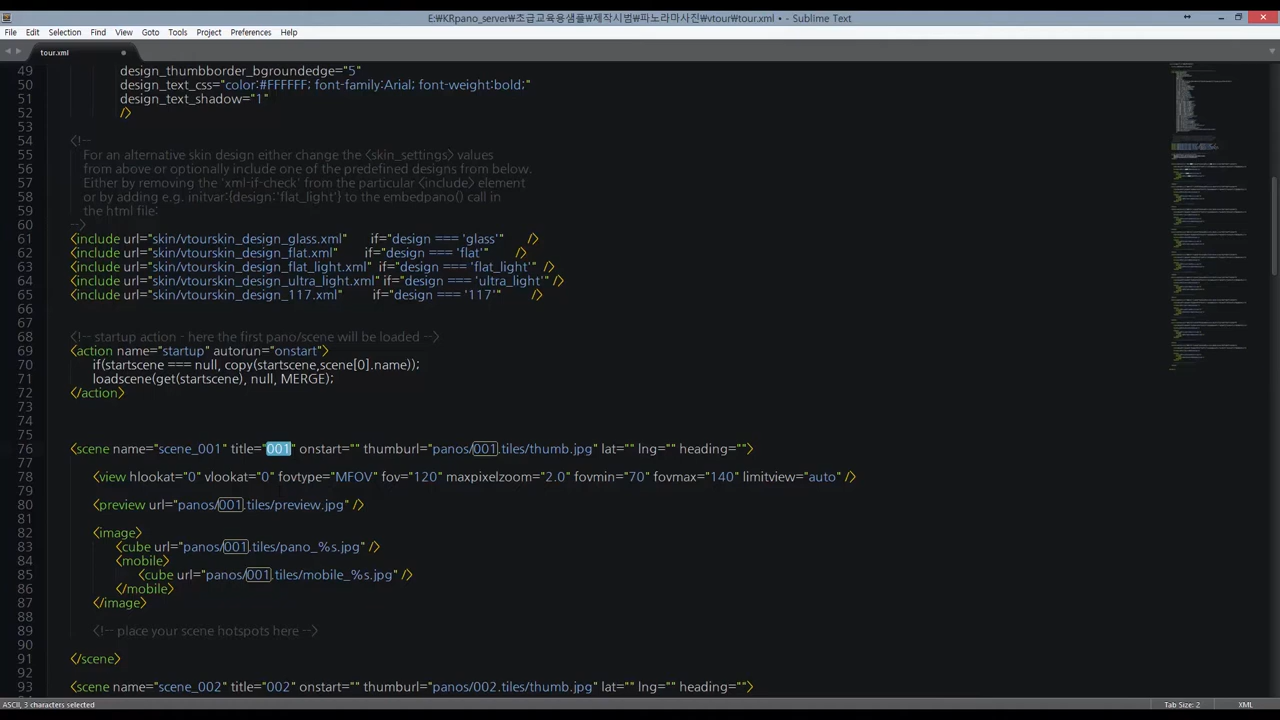 E:₩KRpano_server₩초급교육용샘플₩제작시범₩파노라마사진₩vtour₩tour.xml • - Sublime Text
File Edit Selection Find View Goto Tools Project Preferences Help
tour.xml
49 design_thumbborder_bgroundedge="5"
50 design_text_css="color:#FFFFFF; font-family:Arial; font-weight:bold;"
51 design_text_shadow="1"
52 />
53
54 <!--
55 For an alternative skin design either change the <skin_settings> values
56 from above or optionally include one of the predefined designs from below.
57 Either by removing the 'xml-if-check' from the particular <include> element
58 or by adding e.g. initvar:{design:'flat_light'} to the embedpano() call in
59 the html file:
60 -->
61 <include url="skin/vtourskin_design_glass.xml" if="design === 'glass'" />
62 <include url="skin/vtourskin_design_flat.xml" if="design === 'flat'" />
63 <include url="skin/vtourskin_design_flat_light.xml" if="design === 'flat_light'" />
64 <include url="skin/vtourskin_design_ultra_light.xml" if="design === 'ultra_light'" />
65 <include url="skin/vtourskin_design_117.xml" if="design === '117'" />
66
67
68 <!-- startup action - here the first pano/scene will be loaded -->
69 <action name="startup" autorun="onstart">
70 if(startscene === null, copy(startscene,scene[0].name));
71 loadscene(get(startscene), null, MERGE);
72 </action>
73
74
75
76 <scene name="scene_001" title="001" onstart="" thumburl="panos/001.tiles/thumb.jpg" lat="" lng="" heading="">
77
78 <view hlookat="0" vlookat="0" fovtype="MFOV" fov="120" maxpixelzoom="2.0" fovmin="70" fovmax="140" limitview="auto" />
79
80 <preview url="panos/001.tiles/preview.jpg" />
81
82 <image>
83 <cube url="panos/001.tiles/pano_%s.jpg" />
84 <mobile>
85 <cube url="panos/001.tiles/mobile_%s.jpg" />
86 </mobile>
87 </image>
88
89 <!-- place your scene hotspots here -->
90
91 </scene>
92
93 <scene name="scene_002" title="002" onstart="" thumburl="panos/002.tiles/thumb.jpg" lat="" lng="" heading="">
ASCII, 3 characters selected Tab Size: 2 XML